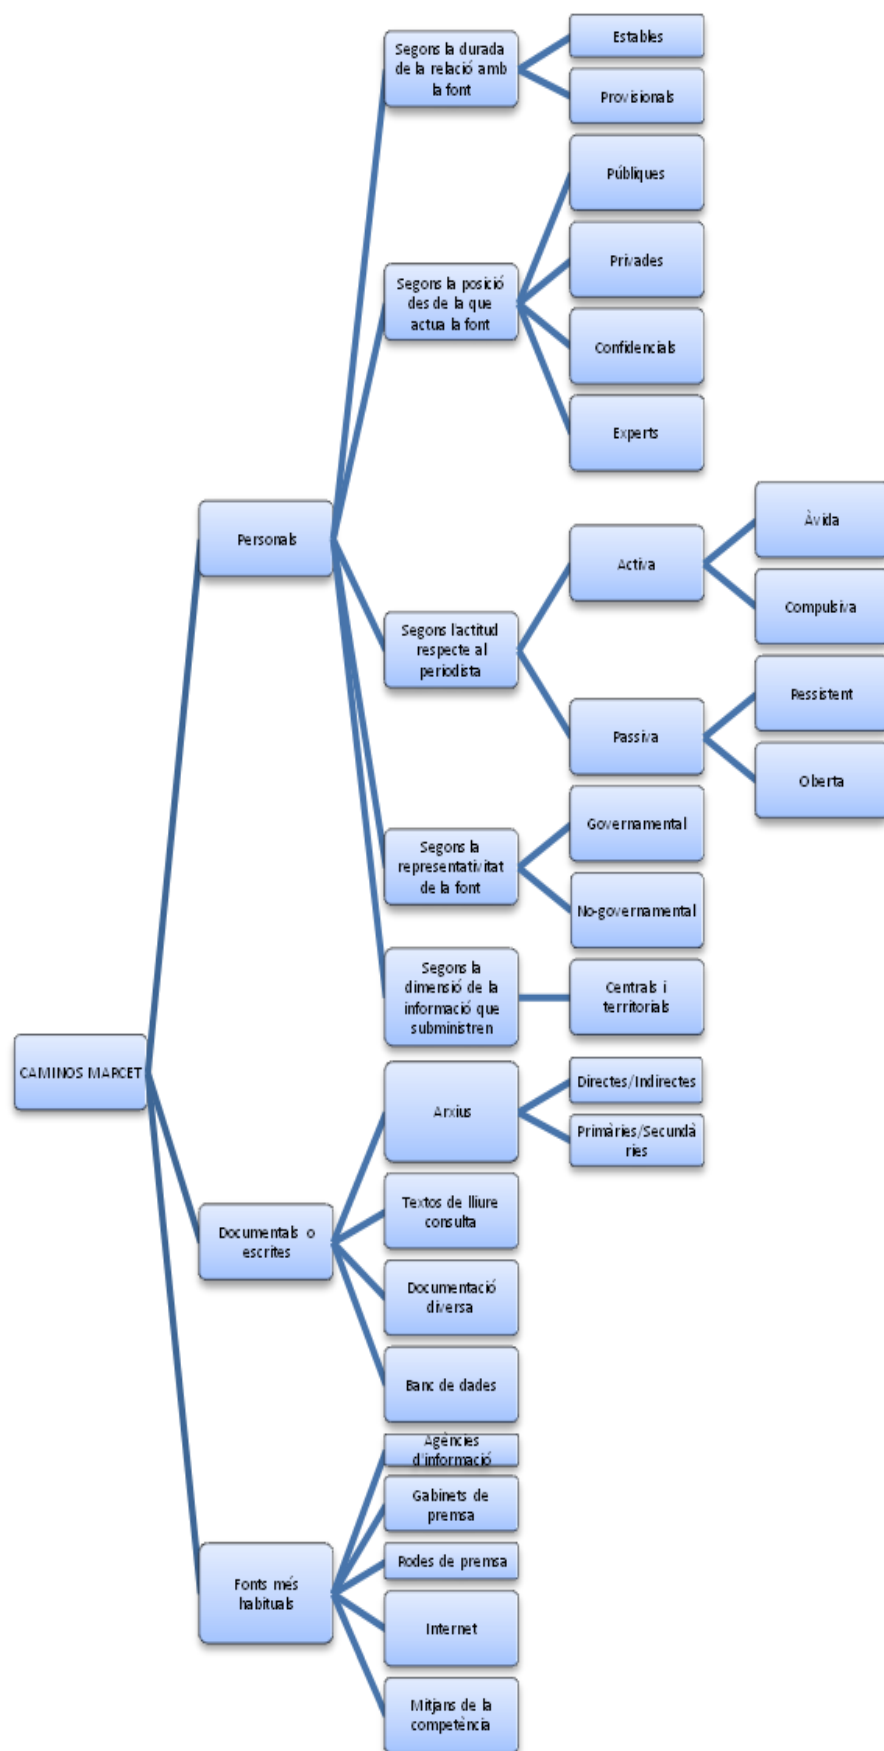 Segons la durada
de la relació amb
la font
Estables
Provisionals
Segons la posició
des de la que
actua la font
Públiques
Privades
Confidencials
Experts
Personals
Segons l'actitud
respecte al
periodista
Activa
Àvida
Compulsiva
Passiva
Ressistent
Oberta
Segons la
representativitat
de la font
Governamental
No-governamental
Segons la
dimensió de la
informació que
subministren
Centrals i
territorials
CAMINOS MARCET
Documentals o
escrites
Arxius
Directes/Indirectes
Primàries/Secundà
ries
Textos de lliure
consulta
Documentació
diversa
Banc de dades
Fonts més
habituals
Agències
d'informació
Gabinets de
premsa
Rodes de premsa
Internet
Mitjans de la
competència